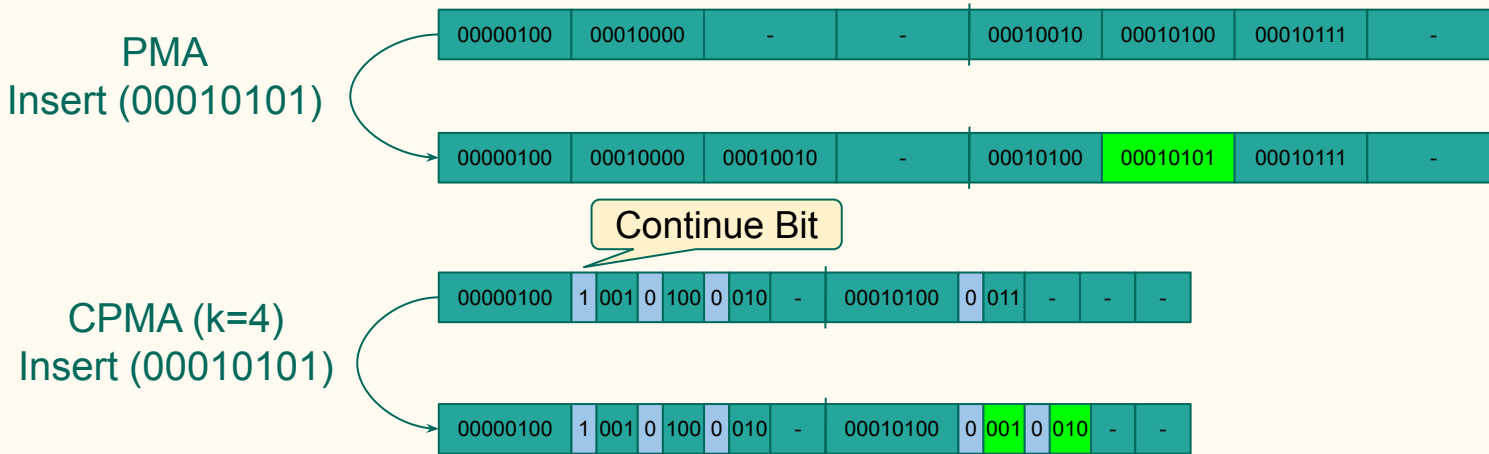 PMA
Insert (00010101)
00000100 00010000 - - 00010010 00010100 00010111 -
00000100 00010000 00010010 - 00010100 00010101 00010111 -
Continue Bit
CPMA (k=4)
Insert (00010101)
00000100 1 001 0 100 0 010 - 00010100 0 011 - - -
00000100 1 001 0 100 0 010 - 00010100 0 001 0 010 - -